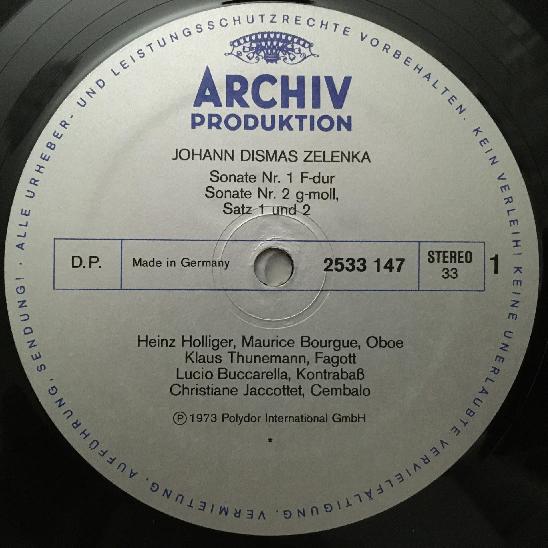 ARCHIV
PRODUKTION
JOHANN DISMAS ZELENKA
Sonate Nr. 1 F-dur
Sonate Nr. 2 g-moll,
Satz 1 und 2
D.P.
Made in Germany
2533 147
STEREO
33
1
Heinz Holliger, Maurice Bourgue, Oboe
Klaus Thunemann, Fagott
Lucio Buccarella, Kontrabaß
Christiane Jaccottet, Cembalo
Ⓟ 1973 Polydor International GmbH
*
· ALLE URHEBER- UND LEISTUNGSSCHUTZRECHTE VORBEHALTEN. KEIN VERLEIH! KEINE UNERLAUBTE VERVIELFÄLTIGUNG, VERMIETUNG, AUFFÜHRUNG, SENDUNG!